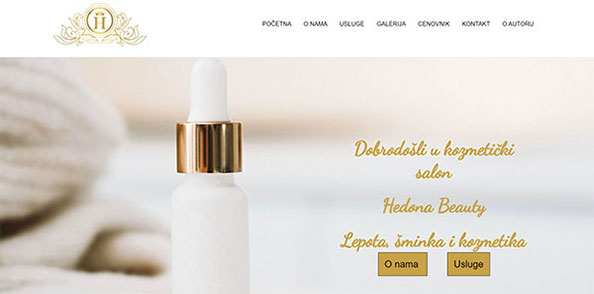 H
POČETNA O NAMA USLUGE GALERIJA CENOVNIK KONTAKT O AUTORU
Dobrodošli u kozmetički
salon
Hedona Beauty
Lepota, šminka i kozmetika
O nama Usluge